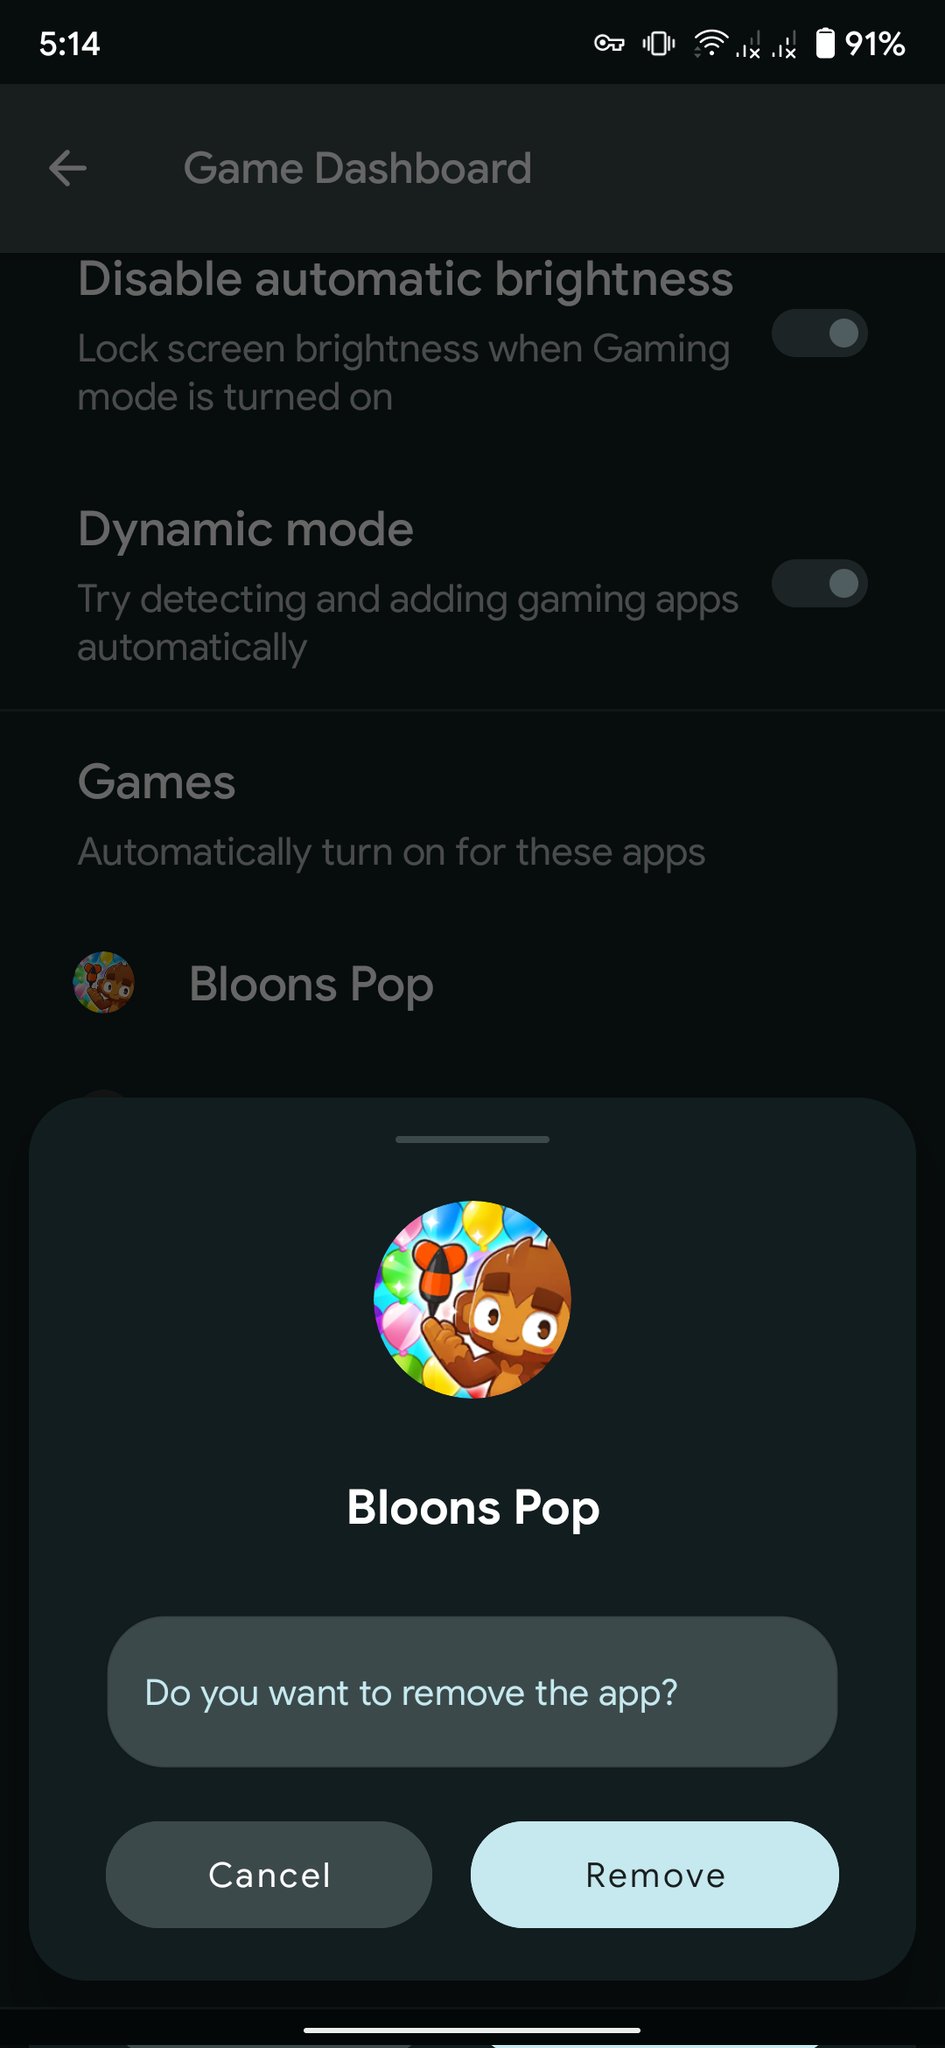 5:14
91%
Game Dashboard
Disable automatic brightness
Lock screen brightness when Gaming
mode is turned on
Dynamic mode
Try detecting and adding gaming apps
automatically
Games
Automatically turn on for these apps
Bloons Pop
Bloons Pop
Do you want to remove the app?
Cancel
Remove